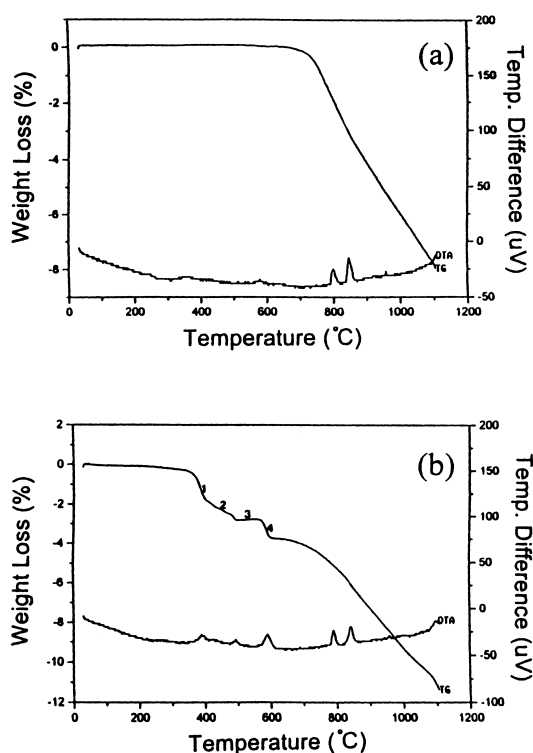 (a)
Weight Loss (%)
0
-2
-4
-6
-8
200
150
100
50
0
-50
Temp. Difference (uV)
DTA
TG
0 200 400 600 800 1000 1200
Temperature (°C)
(b)
Weight Loss (%)
2
0
-2
-4
-6
-8
-10
-12
200
150
100
50
0
-50
-100
Temp. Difference (uV)
1
2
3
4
DTA
TG
0 200 400 600 800 1000 1200
Temperature (°C)